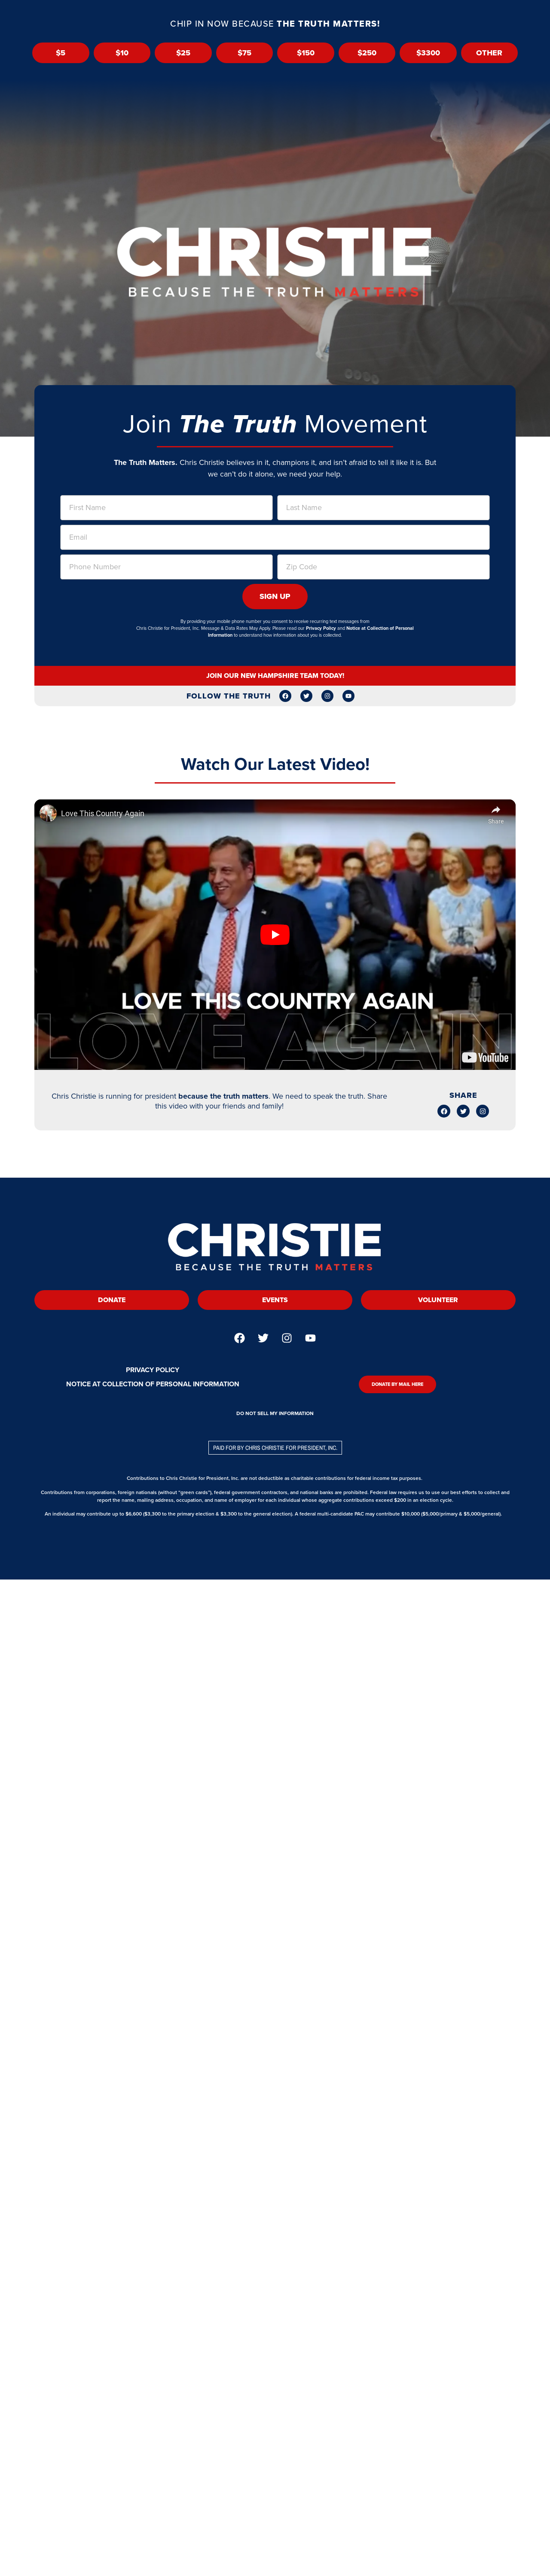 CHIP IN NOW BECAUSE THE TRUTH MATTERS!
$5 $10 $25 $75 $150 $250 $3300 OTHER
CHRISTIE
BECAUSE THE TRUTH MATTERS
Join The Truth Movement
The Truth Matters. Chris Christie believes in it, champions it, and isn't afraid to tell it like it is. But
we can't do it alone, we need your help.
First Name Last Name
Email
Phone Number Zip Code
SIGN UP
By providing your mobile phone number you consent to receive recurring text messages from
Chris Christie for President, Inc. Message & Data Rates May Apply. Please read our Privacy Policy and Notice at Collection of Personal
Information to understand how information about you is collected.
JOIN OUR NEW HAMPSHIRE TEAM TODAY!
FOLLOW THE TRUTH
Watch Our Latest Video!
Love This Country Again
Share
LOVE THIS COUNTRY AGAIN
LOVE AGAIN
YouTube
Chris Christie is running for president because the truth matters. We need to speak the truth. Share
this video with your friends and family!
SHARE
CHRISTIE
BECAUSE THE TRUTH MATTERS
DONATE EVENTS VOLUNTEER
PRIVACY POLICY
NOTICE AT COLLECTION OF PERSONAL INFORMATION
DONATE BY MAIL HERE
DO NOT SELL MY INFORMATION
PAID FOR BY CHRIS CHRISTIE FOR PRESIDENT, INC.
Contributions to Chris Christie for President, Inc. are not deductible as charitable contributions for federal income tax purposes.
Contributions from corporations, foreign nationals (without "green cards"), federal government contractors, and national banks are prohibited. Federal law requires us to use our best efforts to collect and
report the name, mailing address, occupation, and name of employer for each individual whose aggregate contributions exceed $200 in an election cycle.
An individual may contribute up to $6,600 ($3,300 to the primary election & $3,300 to the general election). A federal multi-candidate PAC may contribute $10,000 ($5,000/primary & $5,000/general).